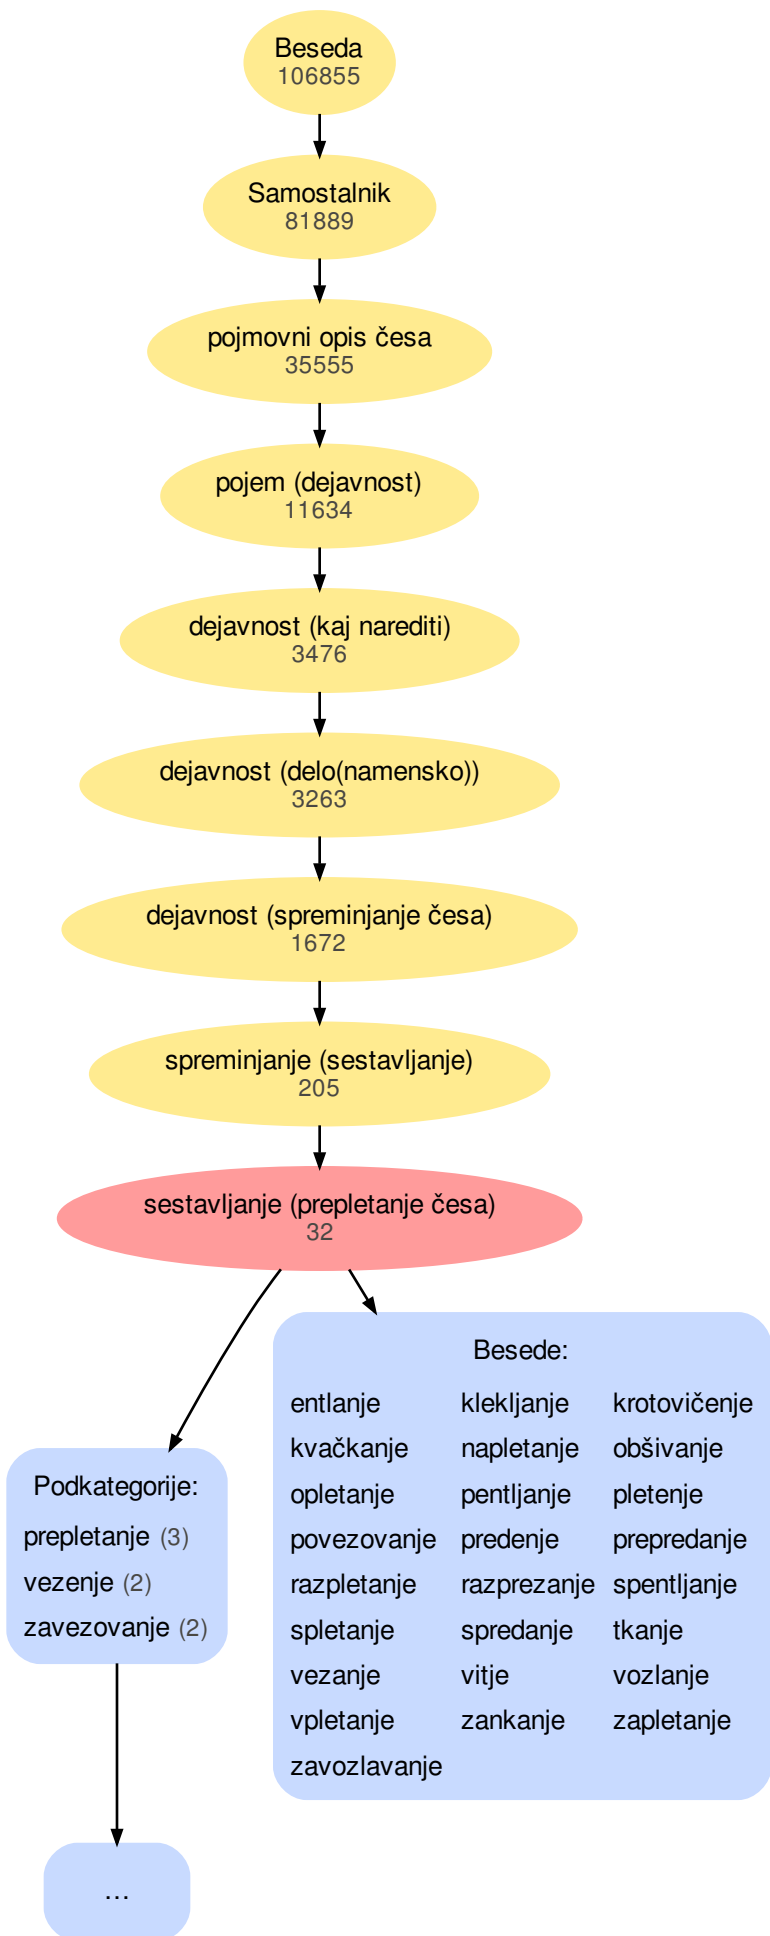 Beseda
106855
Samostalnik
81889
pojmovni opis česa
35555
pojem (dejavnost)
11634
dejavnost (kaj narediti)
3476
dejavnost (delo(namensko))
3263
dejavnost (spreminjanje česa)
1672
spreminjanje (sestavljanje)
205
sestavljanje (prepletanje česa)
32
Podkategorije:
prepletanje (3)
vezenje (2)
zavezovanje (2)
...
Besede:
entlanje klekljanje krotovičenje
kvačkanje napletanje obšivanje
opletanje pentljanje pletenje
povezovanje predenje prepredanje
razpletanje razprezanje spentljanje
spletanje spredanje tkanje
vezanje vitje vozlanje
vpletanje zankanje zapletanje
zavozlavanje